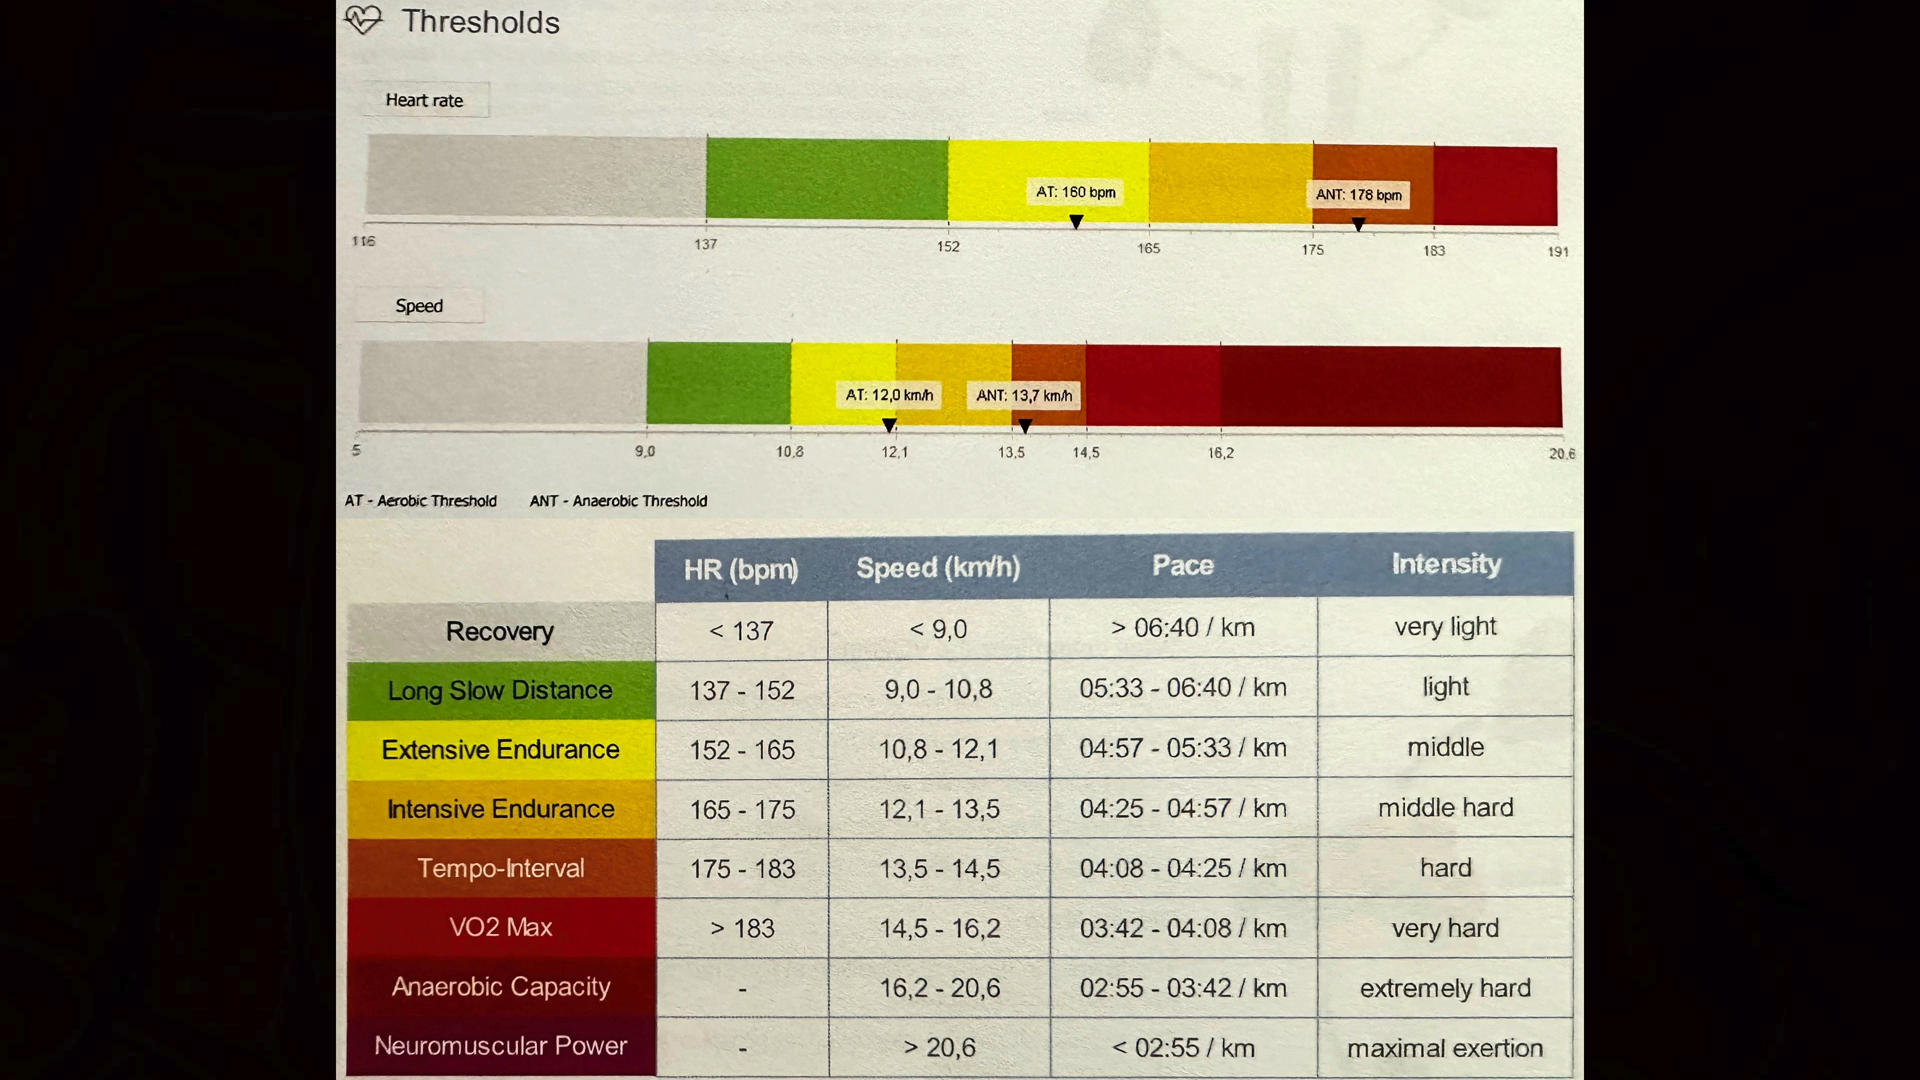 Thresholds
Heart rate
AT: 160 bpm
ANT: 178 bpm
116 137 152 165 175 183 191
Speed
AT: 12,0 km/h
ANT: 13,7 km/h
5 9,0 10,8 12,1 13,5 14,5 16,2 20,6
AT - Aerobic Threshold ANT - Anaerobic Threshold
HR (bpm) Speed (km/h) Pace Intensity
Recovery < 137 < 9,0 > 06:40 / km very light
Long Slow Distance 137 - 152 9,0 - 10,8 05:33 - 06:40 / km light
Extensive Endurance 152 - 165 10,8 - 12,1 04:57 - 05:33 / km middle
Intensive Endurance 165 - 175 12,1 - 13,5 04:25 - 04:57 / km middle hard
Tempo-Interval 175 - 183 13,5 - 14,5 04:08 - 04:25 / km hard
VO2 Max > 183 14,5 - 16,2 03:42 - 04:08 / km very hard
Anaerobic Capacity - 16,2 - 20,6 02:55 - 03:42 / km extremely hard
Neuromuscular Power - > 20,6 < 02:55 / km maximal exertion